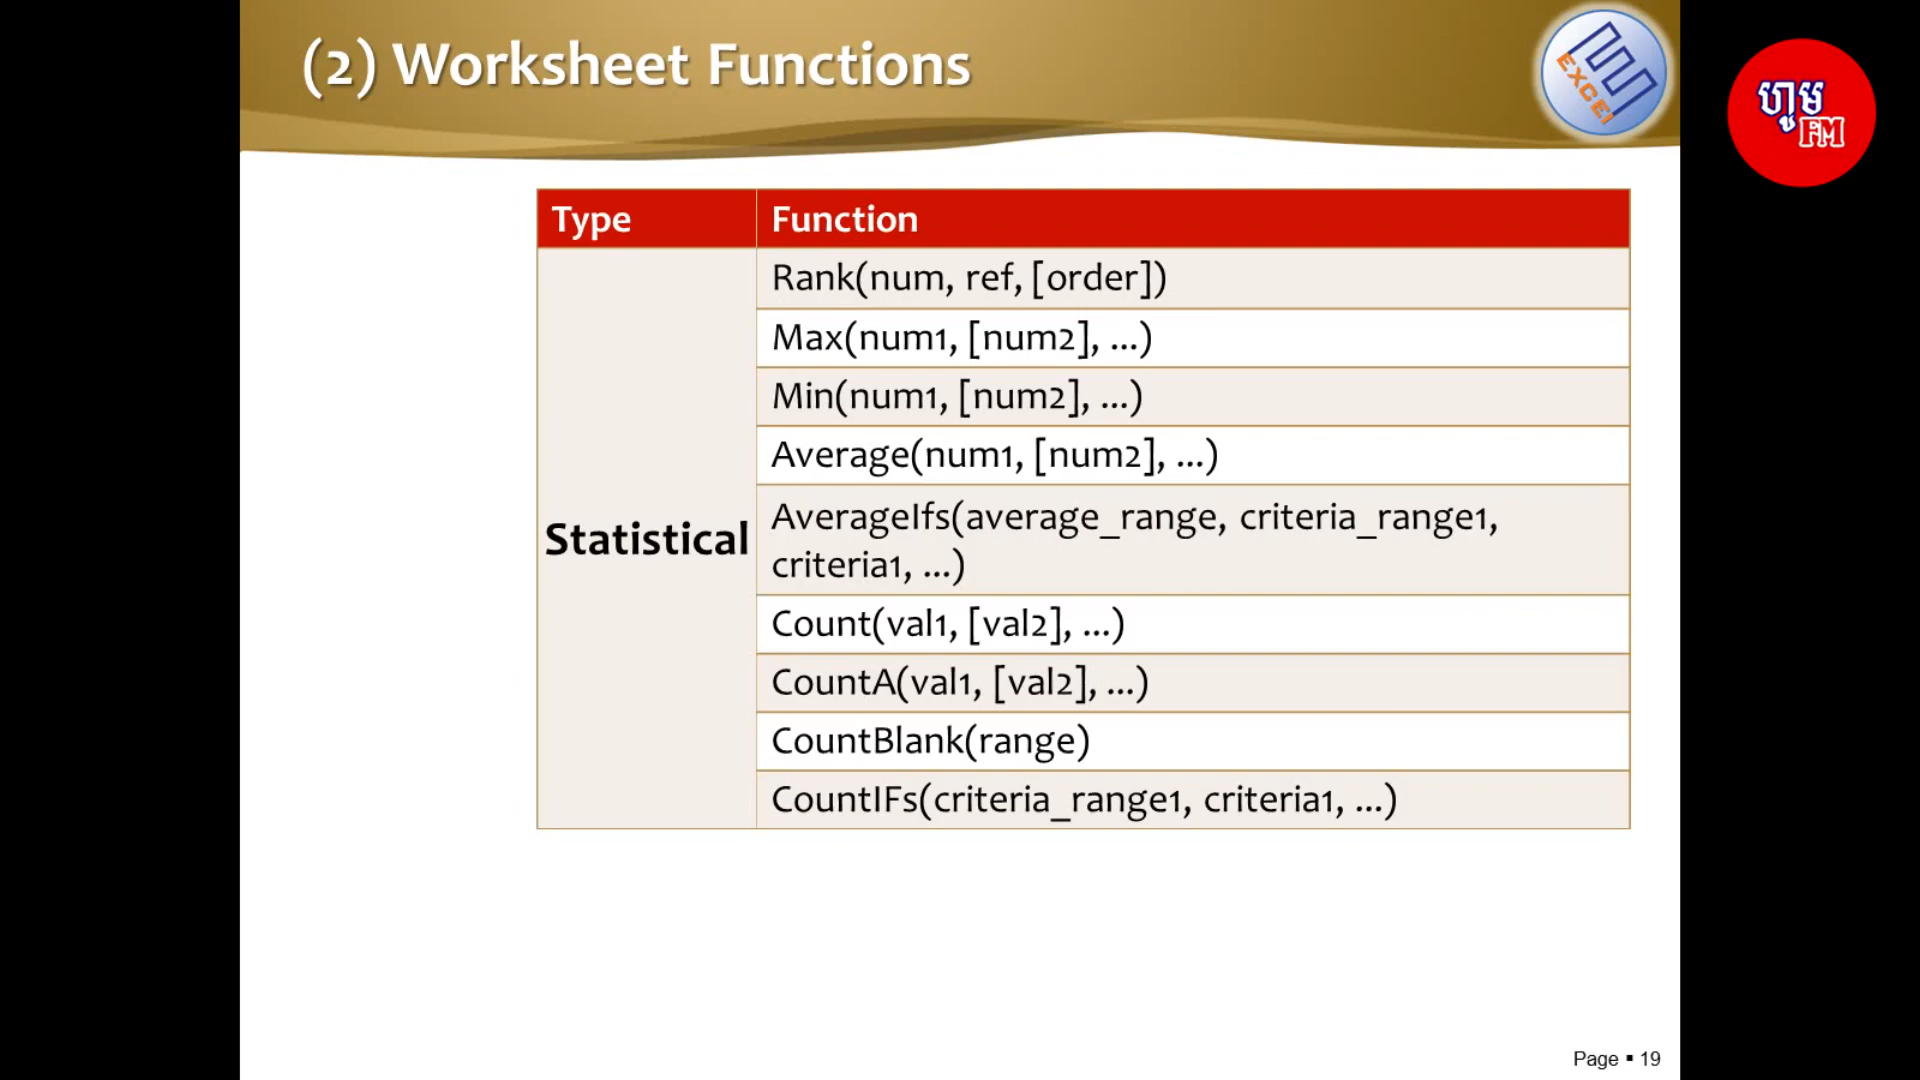 (2) Worksheet Functions
EXCEl
ហូម
FM
Type
Function
Statistical
Rank(num, ref, [order])
Max(num1, [num2], ...)
Min(num1, [num2], ...)
Average(num1, [num2], ...)
AverageIfs(average_range, criteria_range1,
criteria1, ...)
Count(val1, [val2], ...)
CountA(val1, [val2], ...)
CountBlank(range)
CountIFs(criteria_range1, criteria1, ...)
Page ▪ 19